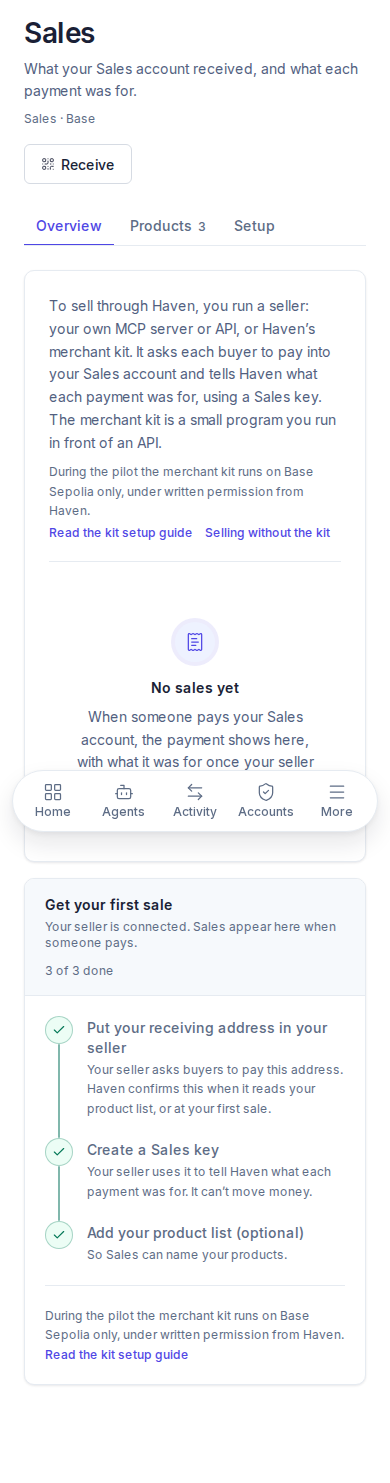 Sales
What your Sales account received, and what each
payment was for.
Sales · Base
Receive
Overview
Products 3
Setup
To sell through Haven, you run a seller:
your own MCP server or API, or Haven’s
merchant kit. It asks each buyer to pay into
your Sales account and tells Haven what
each payment was for, using a Sales key.
The merchant kit is a small program you run
in front of an API.
During the pilot the merchant kit runs on Base
Sepolia only, under written permission from
Haven.
Read the kit setup guide
Selling without the kit
No sales yet
When someone pays your Sales
account, the payment shows here,
with what it was for once your seller
Home
Agents
Activity
Accounts
More
Get your first sale
Your seller is connected. Sales appear here when
someone pays.
3 of 3 done
Put your receiving address in your
seller
Your seller asks buyers to pay this address.
Haven confirms this when it reads your
product list, or at your first sale.
Create a Sales key
Your seller uses it to tell Haven what each
payment was for. It can’t move money.
Add your product list (optional)
So Sales can name your products.
During the pilot the merchant kit runs on Base
Sepolia only, under written permission from Haven.
Read the kit setup guide